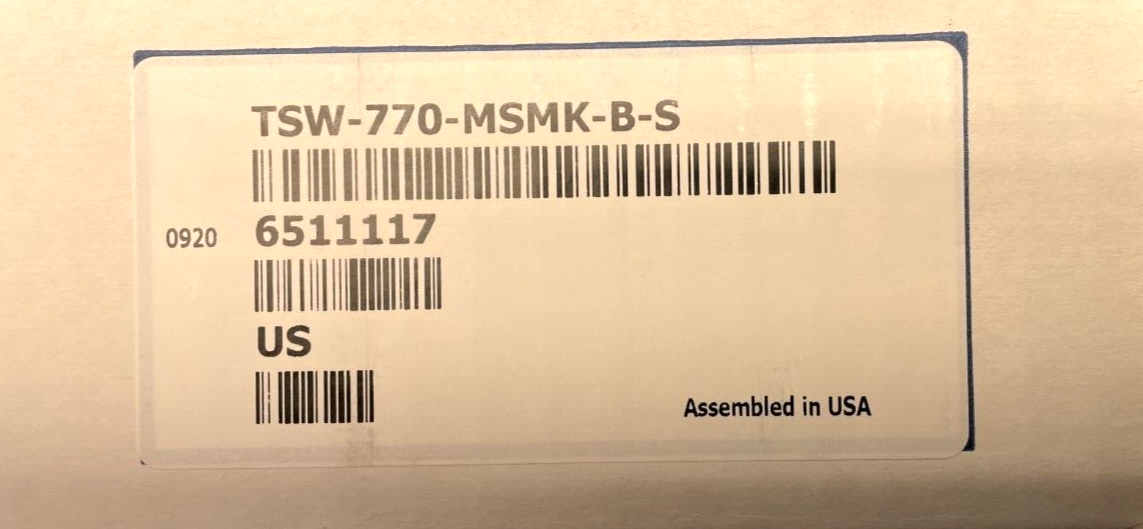 TSW-770-MSMK-B-S
0920 6511117
US
Assembled in USA